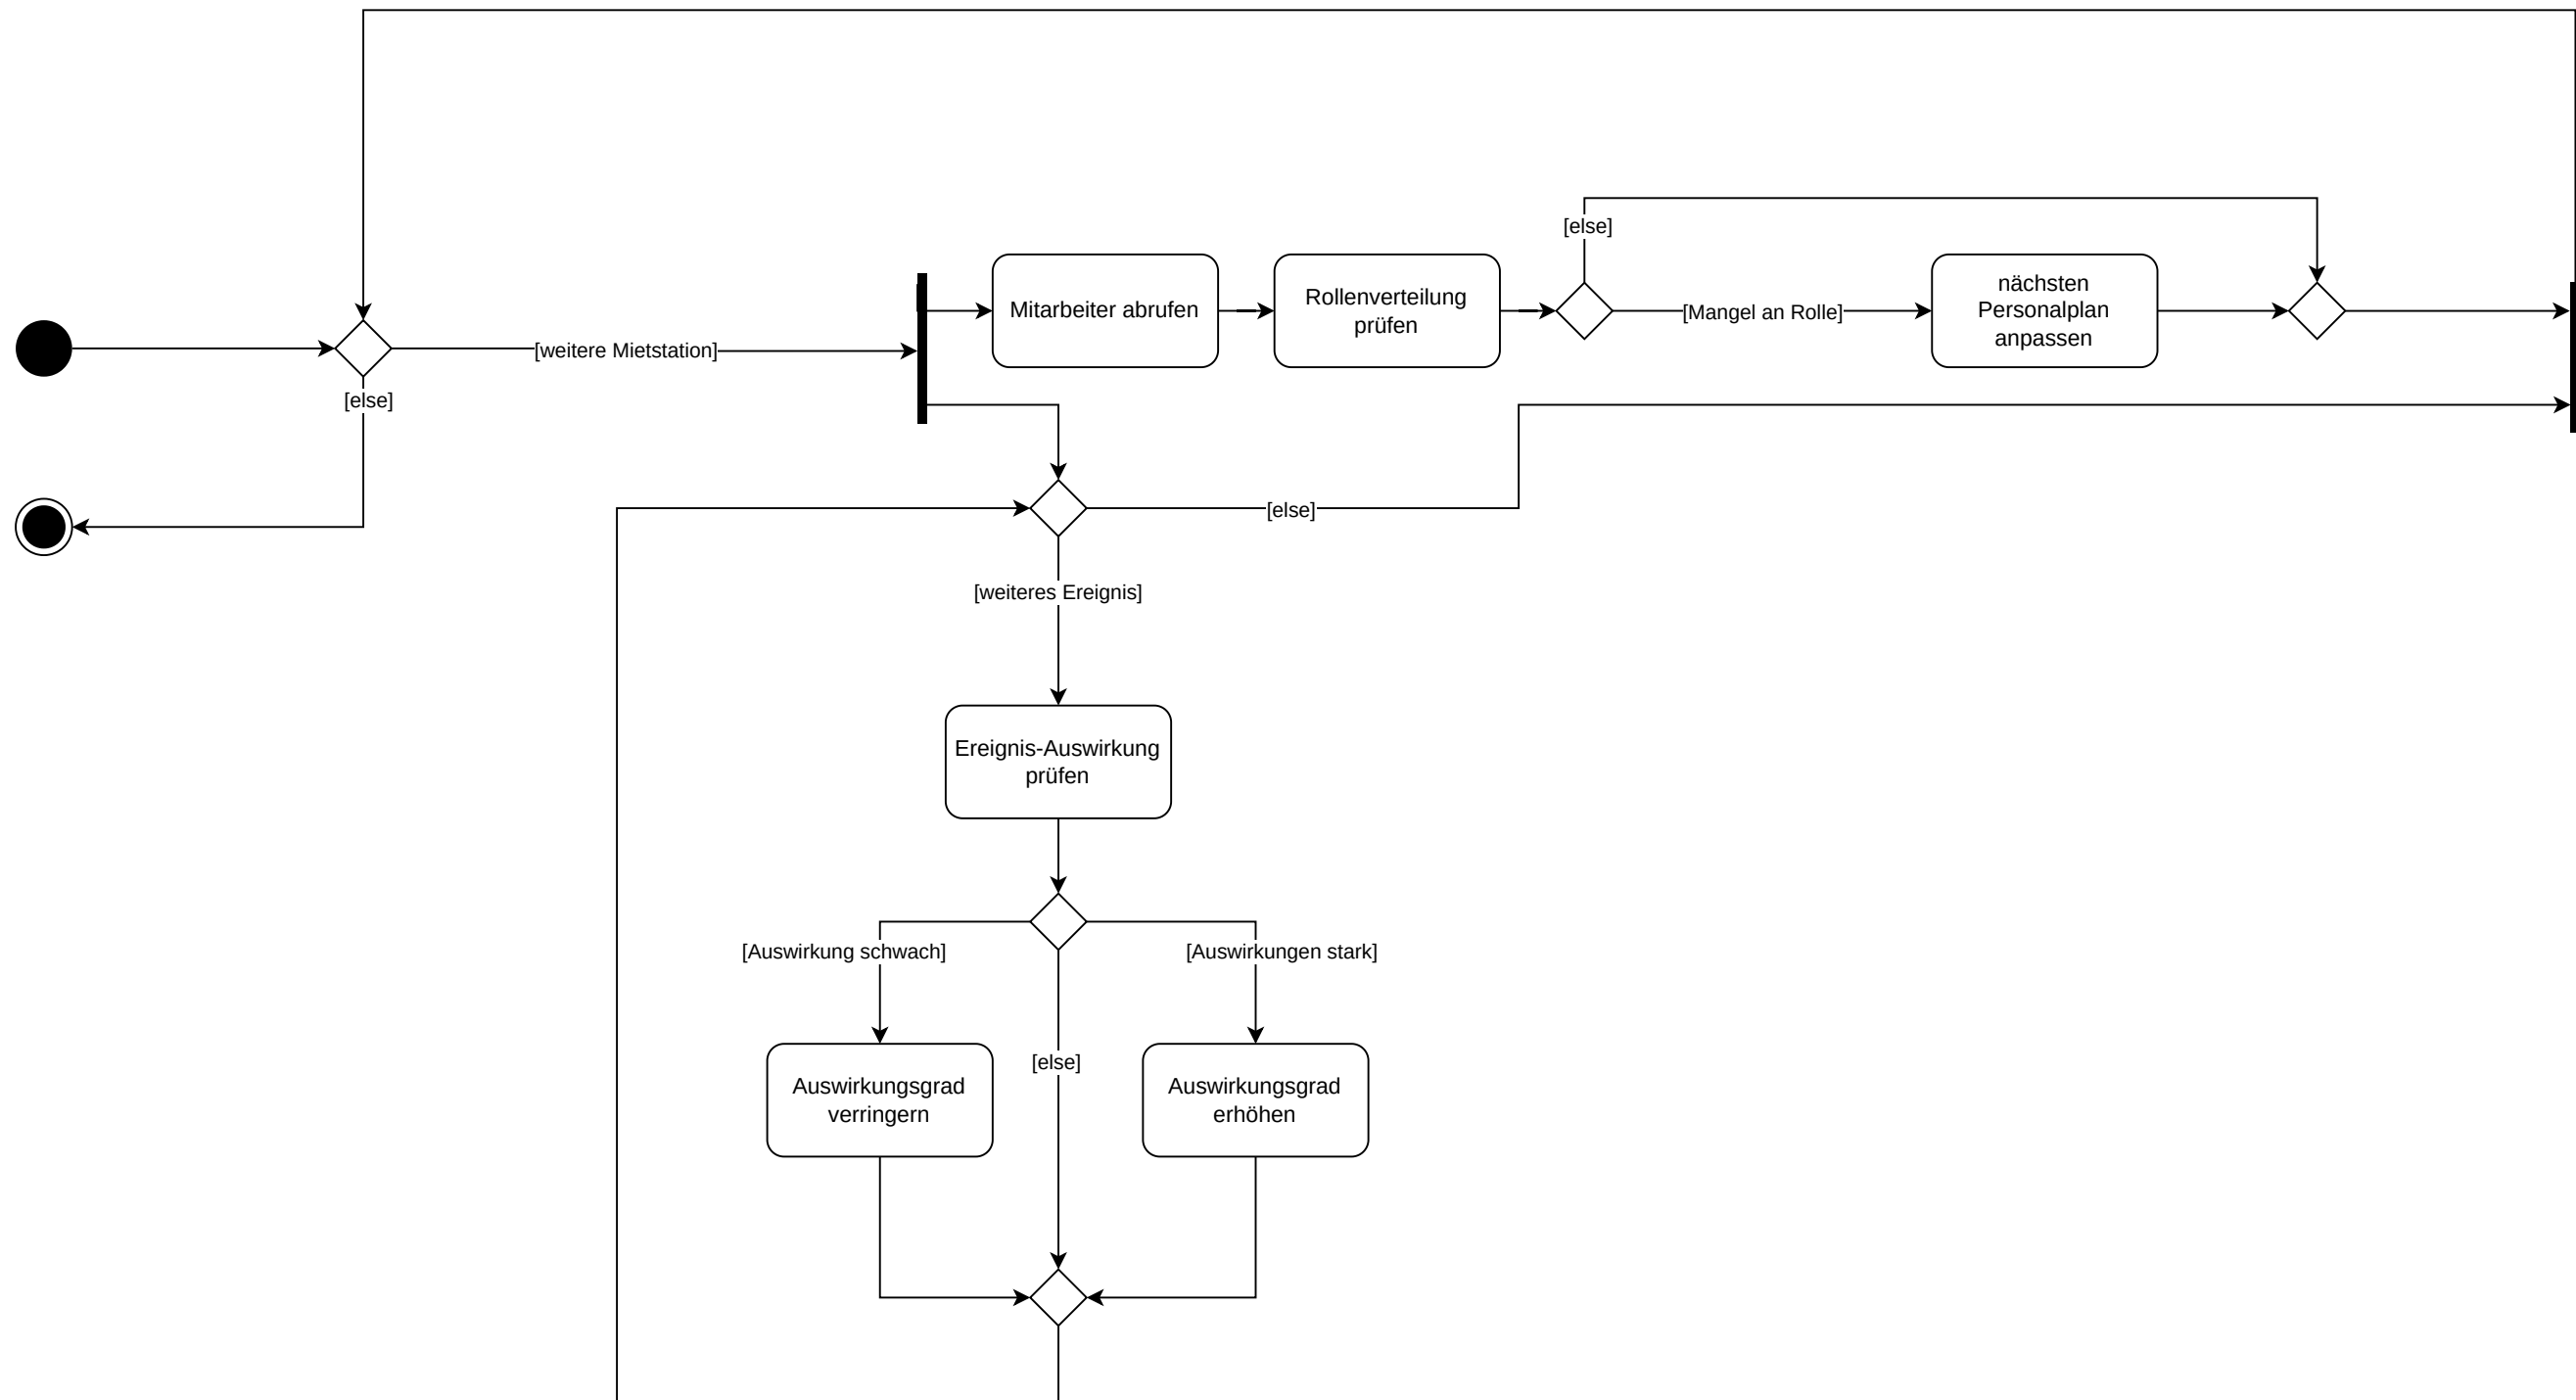 [else]
Mitarbeiter abrufen
Rollenverteilung
prüfen
[Mangel an Rolle]
nächsten
Personalplan
anpassen
[weitere Mietstation]
[else]
[else]
[weiteres Ereignis]
Ereignis-Auswirkung
prüfen
[Auswirkung schwach]
[Auswirkungen stark]
[else]
Auswirkungsgrad
verringern
Auswirkungsgrad
erhöhen